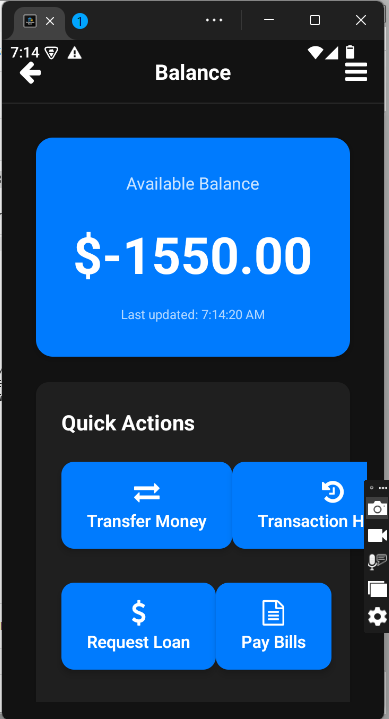 1
7:14
Balance
Available Balance
$-1550.00
Last updated: 7:14:20 AM
Quick Actions
Transfer Money
Transaction H
Request Loan
Pay Bills